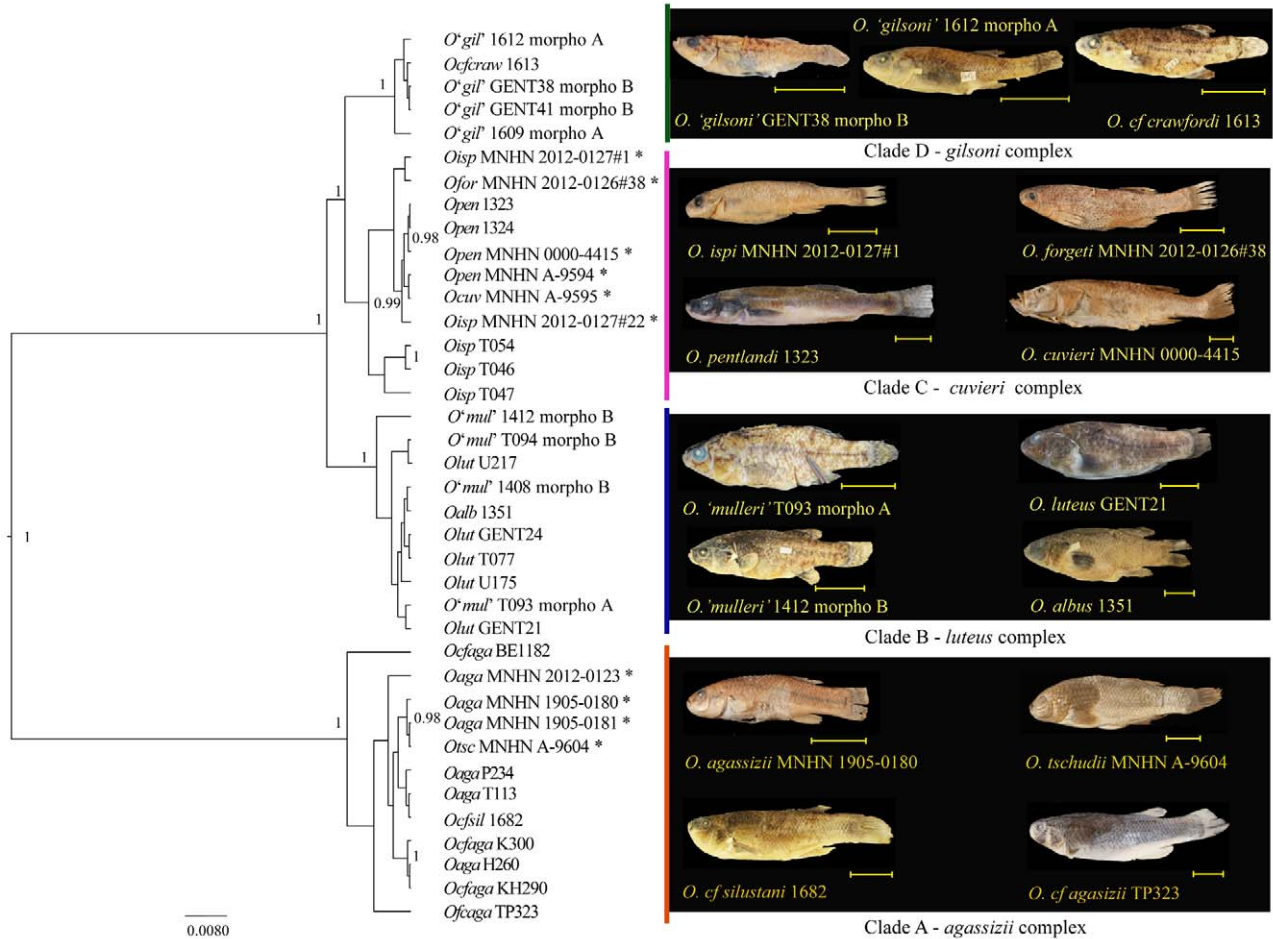 O‘gil’ 1612 morpho A
Ocfcraw 1613
O‘gil’ GENT38 morpho B
O‘gil’ GENT41 morpho B
O‘gil’ 1609 morpho A
Oisp MNHN 2012-0127#1 *
Ofor MNHN 2012-0126#38 *
Open 1323
Open 1324
Open MNHN 0000-4415 *
Open MNHN A-9594 *
Ocuv MNHN A-9595 *
Oisp MNHN 2012-0127#22 *
Oisp T054
Oisp T046
Oisp T047
O‘mul’ 1412 morpho B
O‘mul’ T094 morpho B
Olut U217
O‘mul’ 1408 morpho B
Oalb 1351
Olut GENT24
Olut T077
Olut U175
O‘mul’ T093 morpho A
Olut GENT21
Ocfaga BE1182
Oaga MNHN 2012-0123 *
Oaga MNHN 1905-0180 *
Oaga MNHN 1905-0181 *
Otsc MNHN A-9604 *
Oaga P234
Oaga T113
Ocfsil 1682
Ocfaga K300
Oaga H260
Ocfaga KH290
Ofcaga TP323
1
1
0.98
0.99
1
1
1
1
1
0.98
1
0.0080
O. ‘gilsoni’ 1612 morpho A
O. ‘gilsoni’ GENT38 morpho B
O. cf crawfordi 1613
Clade D - gilsoni complex
O. ispi MNHN 2012-0127#1
O. forgeti MNHN 2012-0126#38
O. pentlandi 1323
O. cuvieri MNHN 0000-4415
Clade C - cuvieri complex
O. ‘mulleri’ T093 morpho A
O. luteus GENT21
O. ’mulleri’ 1412 morpho B
O. albus 1351
Clade B - luteus complex
O. agassizii MNHN 1905-0180
O. tschudii MNHN A-9604
O. cf silustani 1682
O. cf agasizii TP323
Clade A - agassizii complex